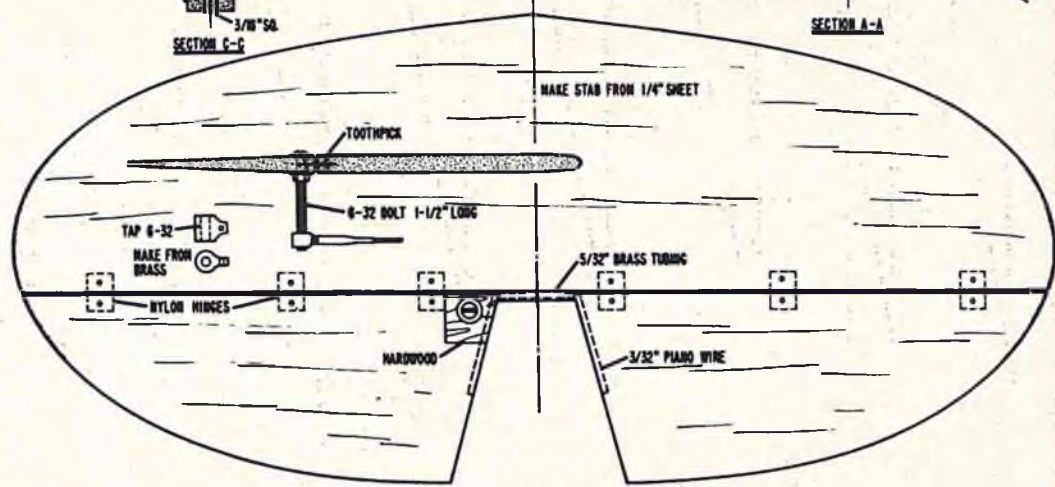 3/16" SQ.
SECTION C-C
SECTION A-A
MAKE STAB FROM 1/4" SHEET
TOOTHPICK
6-32 BOLT 1-1/2" LONG
TAP 6-32
MAKE FROM
BRASS
5/32" BRASS TUBING
NYLON HINGES
HARDWOOD
3/32" PIANO WIRE